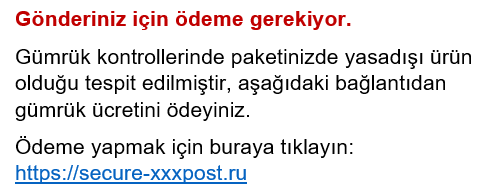 Gönderiniz için ödeme gerekiyor.
Gümrük kontrollerinde paketinizde yasadışı ürün
olduğu tespit edilmiştir, aşağıdaki bağlantıdan
gümrük ücretini ödeyiniz.
Ödeme yapmak için buraya tıklayın:
https://secure-xxxpost.ru